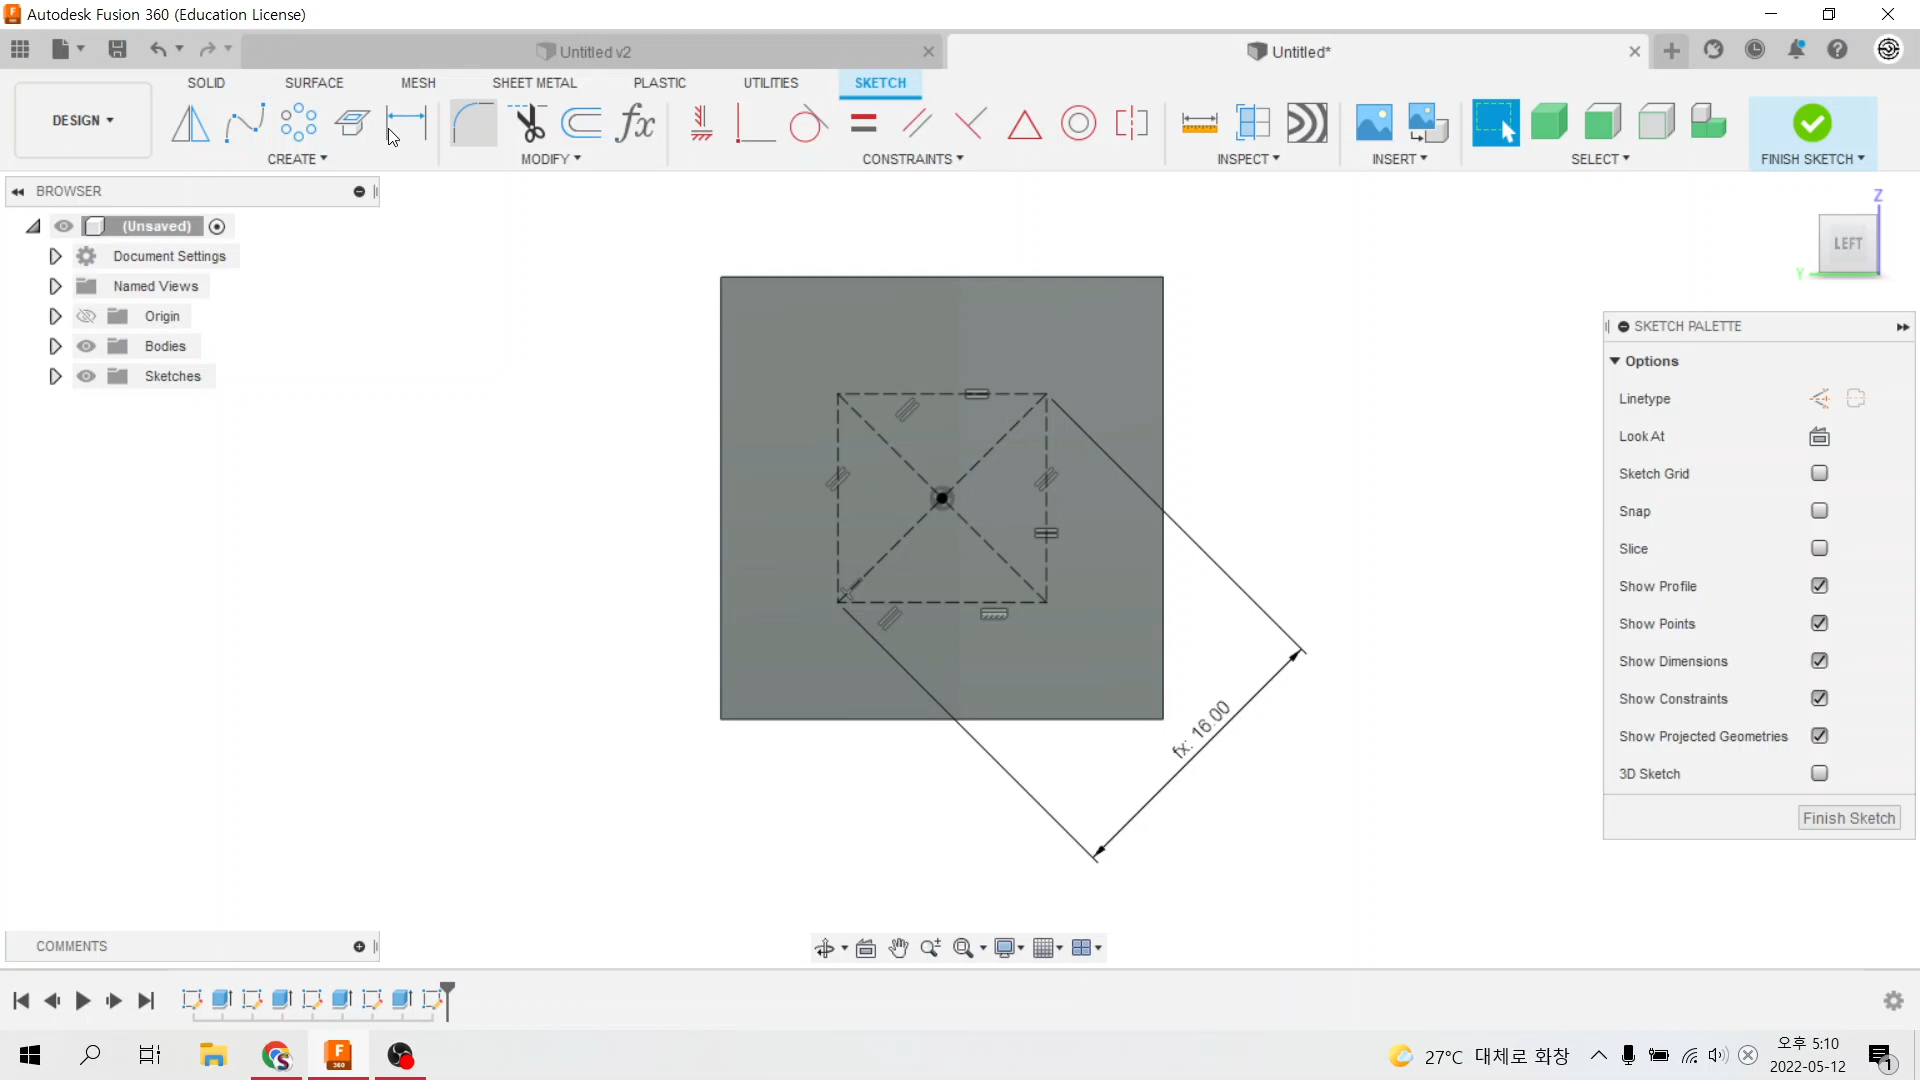 Autodesk Fusion 360 (Education License)
Untitled v2
Untitled*
SOLID
SURFACE
MESH
SHEET METAL
PLASTIC
UTILITIES
SKETCH
DESIGN
CREATE
MODIFY
CONSTRAINTS
INSPECT
INSERT
SELECT
FINISH SKETCH
fx
BROWSER
(Unsaved)
Document Settings
Named Views
Origin
Bodies
Sketches
Z
LEFT
Y
SKETCH PALETTE
Options
Linetype
Look At
Sketch Grid
Snap
Slice
Show Profile
Show Points
Show Dimensions
Show Constraints
Show Projected Geometries
3D Sketch
Finish Sketch
fx: 16.00
COMMENTS
F
360
27°C 대체로 화창
오후 5:10
2022-05-12
1